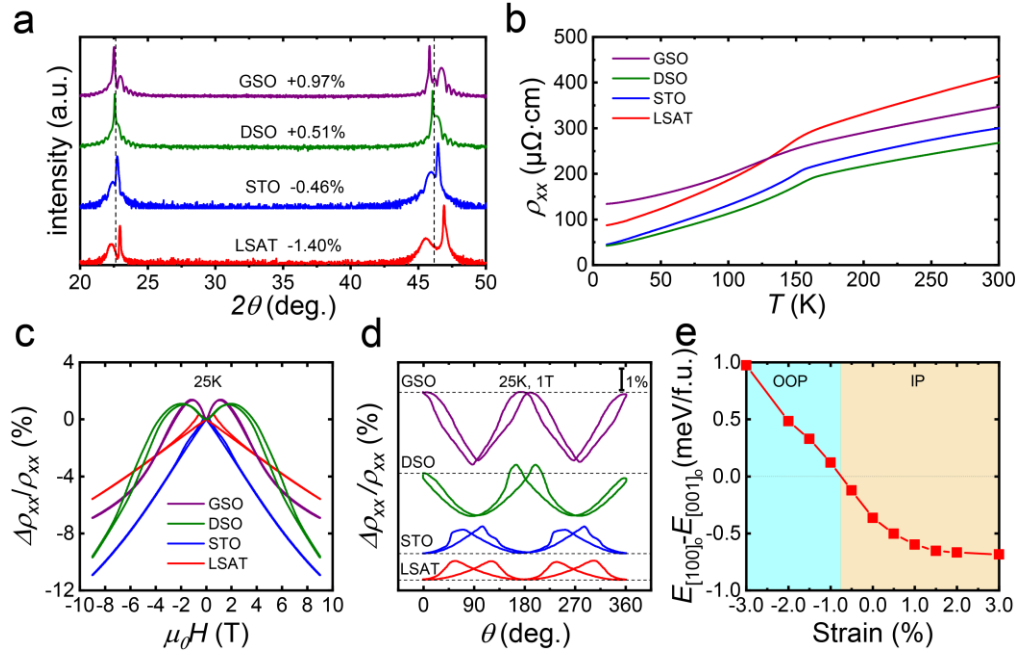 a
intensity (a.u.)
GSO +0.97%
DSO +0.51%
STO -0.46%
LSAT -1.40%
20 25 30 35 40 45 50
2θ (deg.)
b
ρxx (μΩ·cm)
500
400
300
200
100
0
GSO
DSO
STO
LSAT
0 50 100 150 200 250 300
T (K)
c
Δρxx/ρxx (%)
4
0
-4
-8
-12
25K
GSO
DSO
STO
LSAT
-10 -8 -6 -4 -2 0 2 4 6 8 10
μ0H (T)
d
Δρxx/ρxx (%)
GSO
25K, 1T
1%
DSO
STO
LSAT
0 90 180 270 360
θ (deg.)
e
E[100]o-E[001]o (meV/f.u.)
1.0
0.5
0.0
-0.5
-1.0
OOP
IP
-3.0 -2.0 -1.0 0.0 1.0 2.0 3.0
Strain (%)